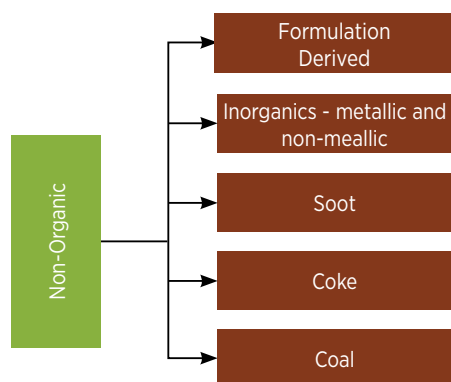 Non-Organic
Formulation
Derived
Inorganics - metallic and
non-meallic
Soot
Coke
Coal